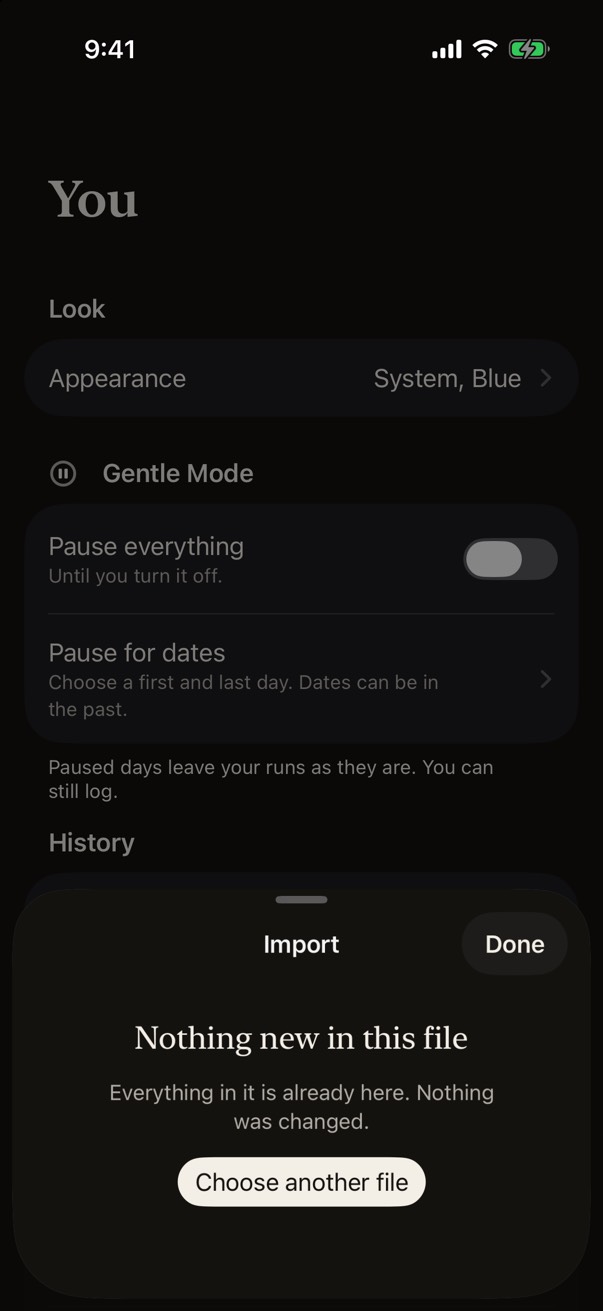 9:41
You
Look
Appearance
System, Blue
Gentle Mode
Pause everything
Until you turn it off.
Pause for dates
Choose a first and last day. Dates can be in
the past.
Paused days leave your runs as they are. You can
still log.
History
Import
Done
Nothing new in this file
Everything in it is already here. Nothing
was changed.
Choose another file